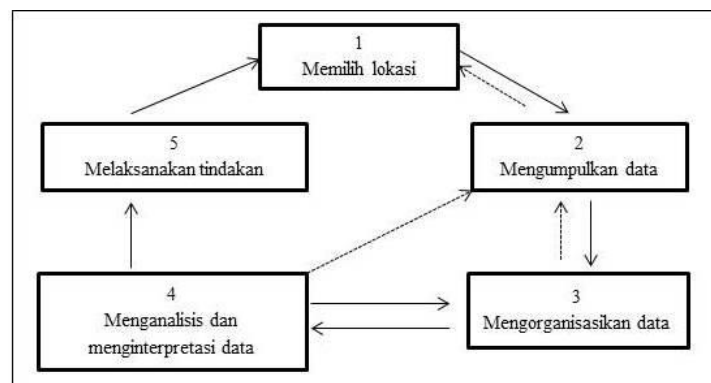 1
Memilih lokasi
5
Melaksanakan tindakan
2
Mengumpulkan data
4
Menganalisis dan
menginterpretasi data
3
Mengorganisasikan data